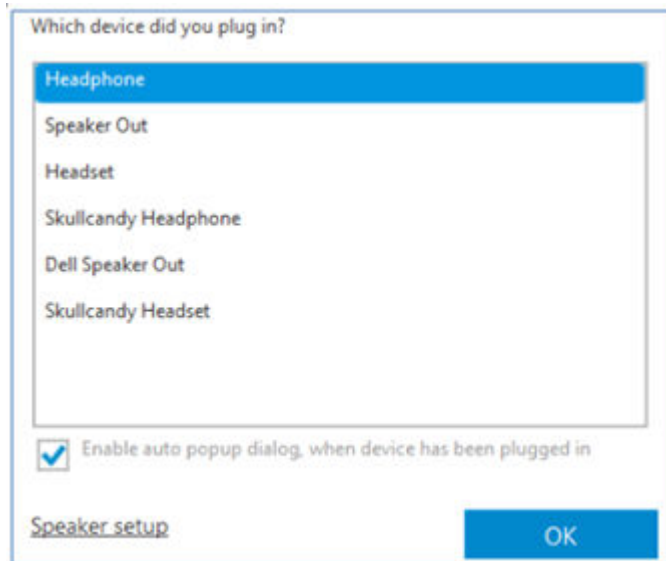 Which device did you plug in?
Headphone
Speaker Out
Headset
Skullcandy Headphone
Dell Speaker Out
Skullcandy Headset
Enable auto popup dialog, when device has been plugged in
Speaker setup
OK